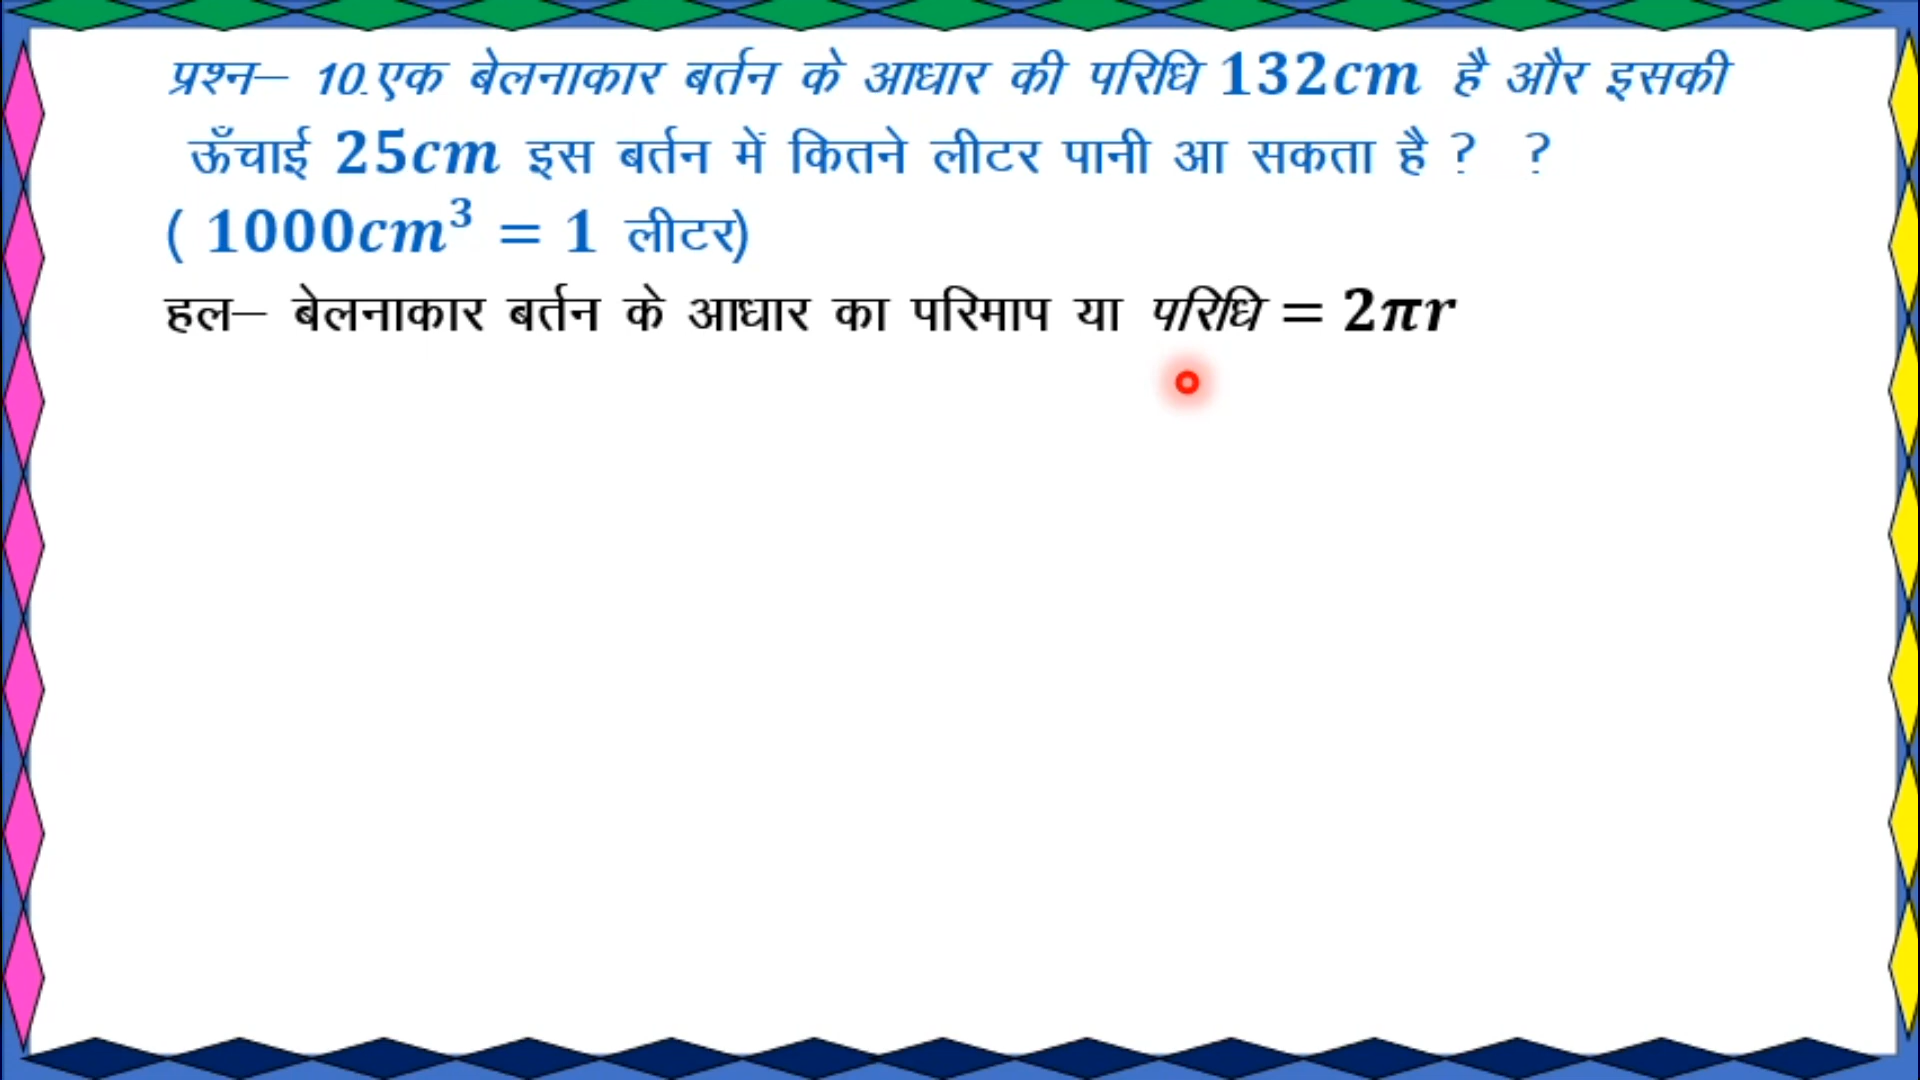 प्रश्न– 10.एक बेलनाकार बर्तन के आधार की परिधि 132cm है और इसकी
ऊँचाई 25cm इस बर्तन में कितने लीटर पानी आ सकता है ? ?
( 1000cm³ = 1 लीटर)
हल– बेलनाकार बर्तन के आधार का परिमाप या परिधि = 2πr